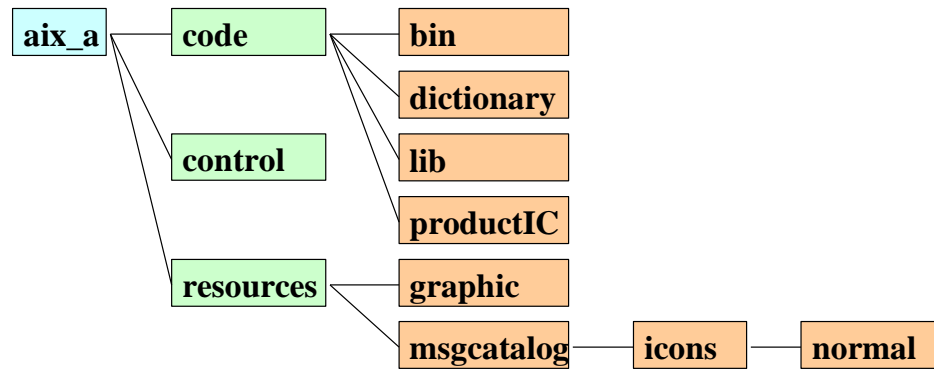 aix_a code bin
dictionary
control lib
productIC
resources graphic
msgcatalog icons normal